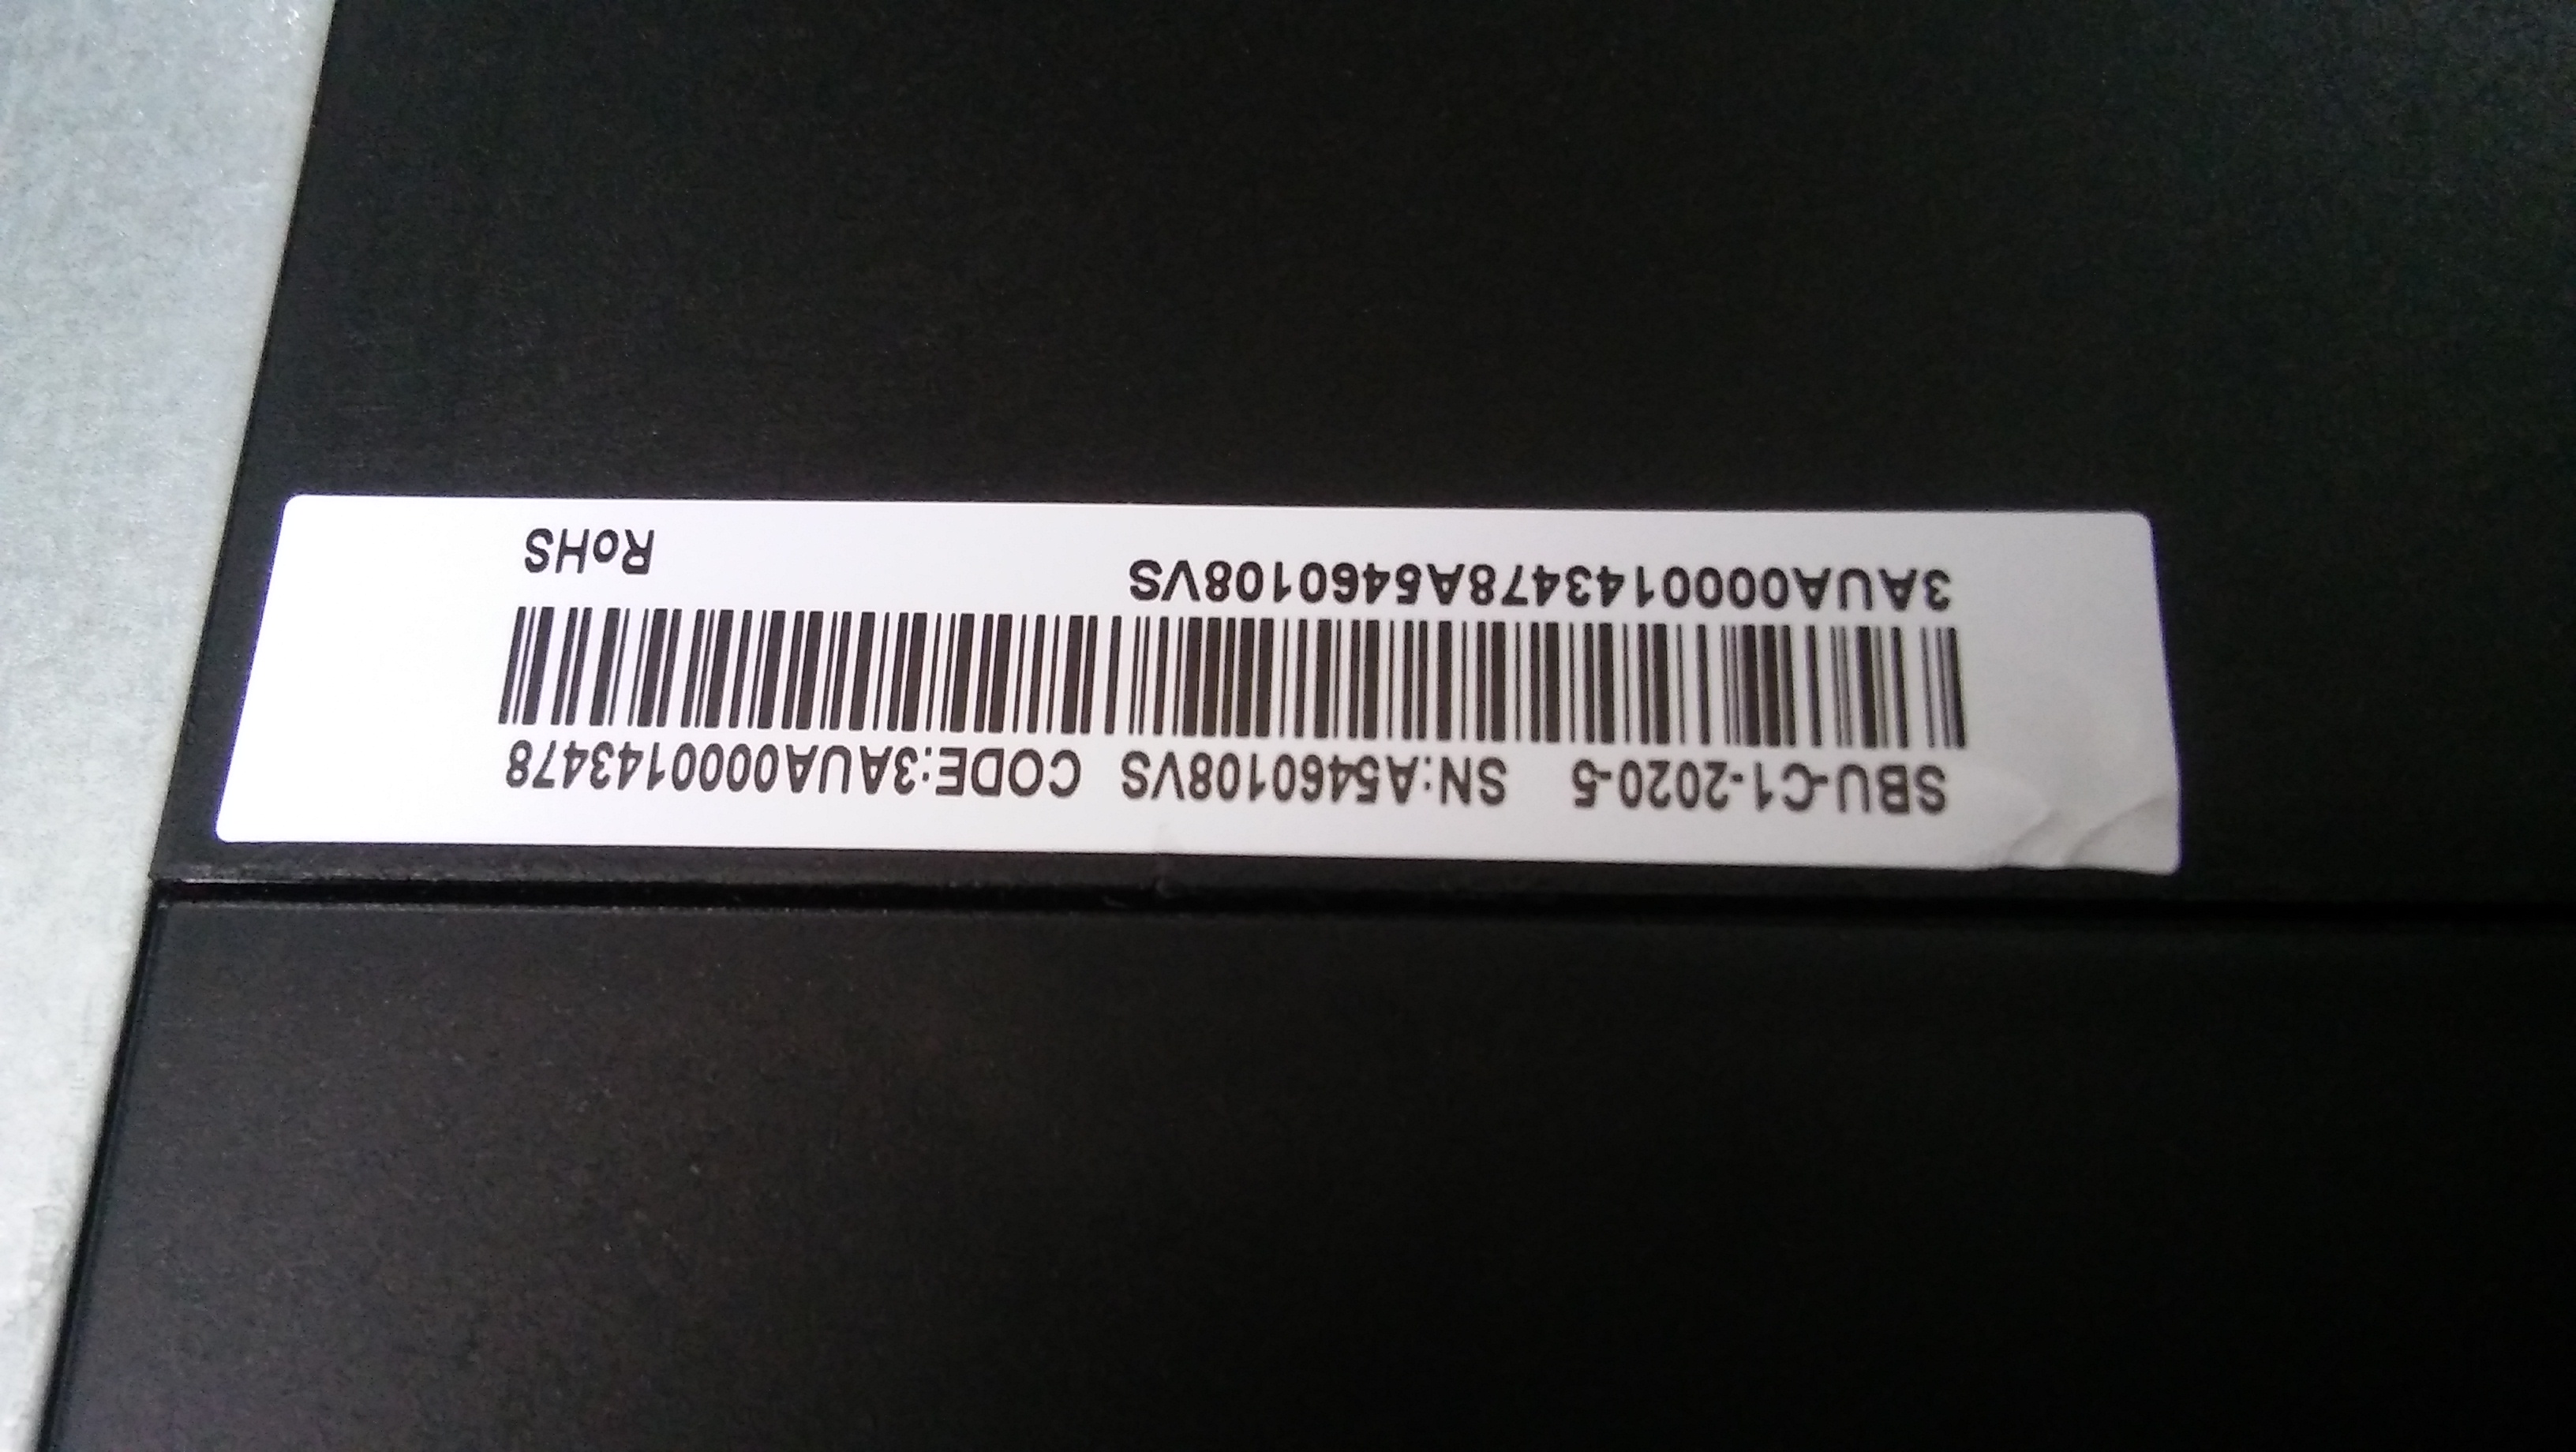 SBU-C1-2020-5 SN:A5460108VS CODE:3AUA0000143478
3AUA0000143478A5460108VS
RoHS